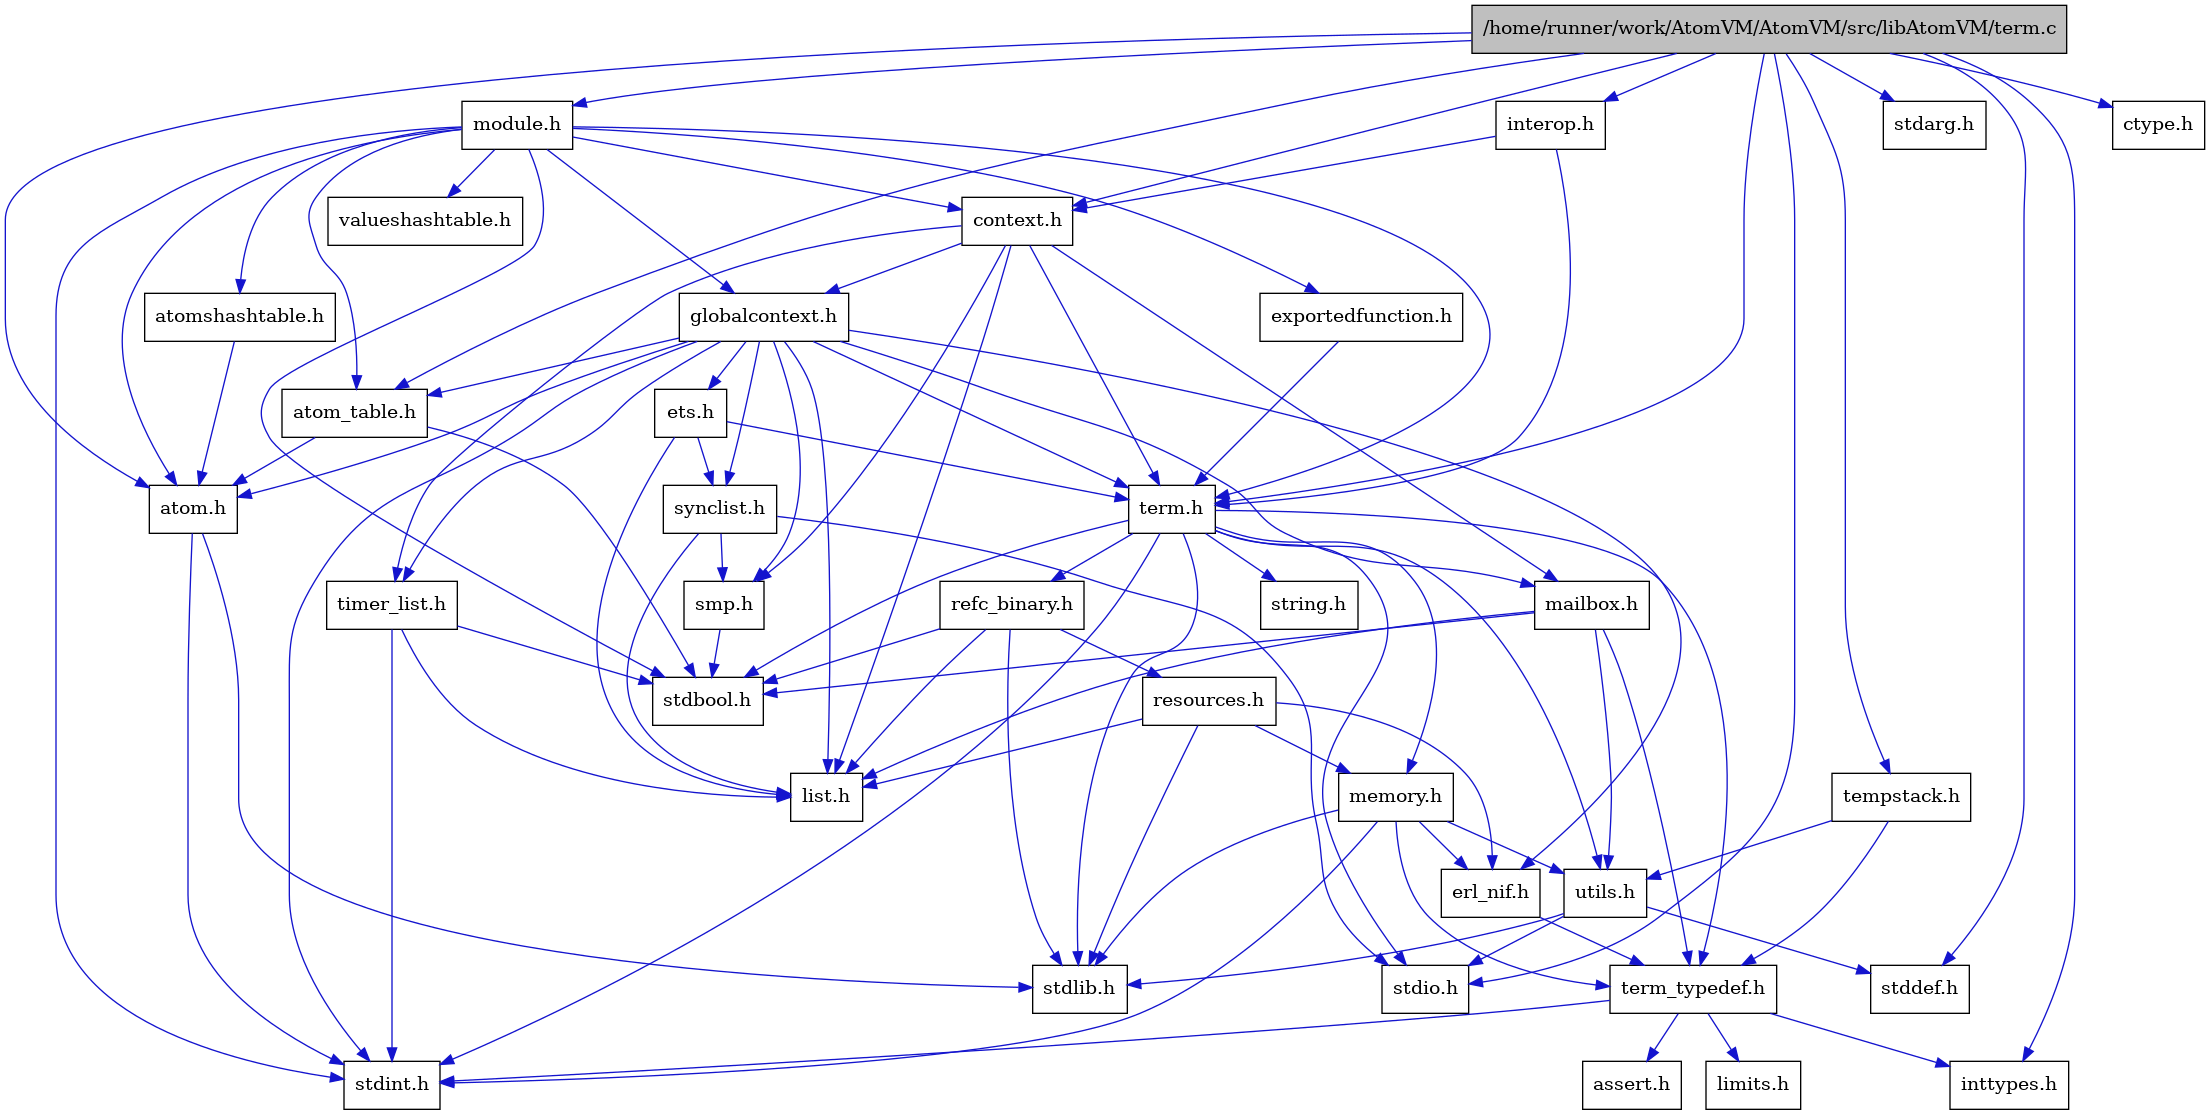 /home/runner/work/AtomVM/AtomVM/src/libAtomVM/term.c
module.h
interop.h
stdarg.h
ctype.h
valueshashtable.h
context.h
atomshashtable.h
globalcontext.h
exportedfunction.h
atom_table.h
ets.h
atom.h
synclist.h
term.h
timer_list.h
smp.h
refc_binary.h
string.h
mailbox.h
stdbool.h
resources.h
list.h
memory.h
tempstack.h
erl_nif.h
utils.h
stdlib.h
stdio.h
term_typedef.h
stddef.h
stdint.h
assert.h
limits.h
inttypes.h